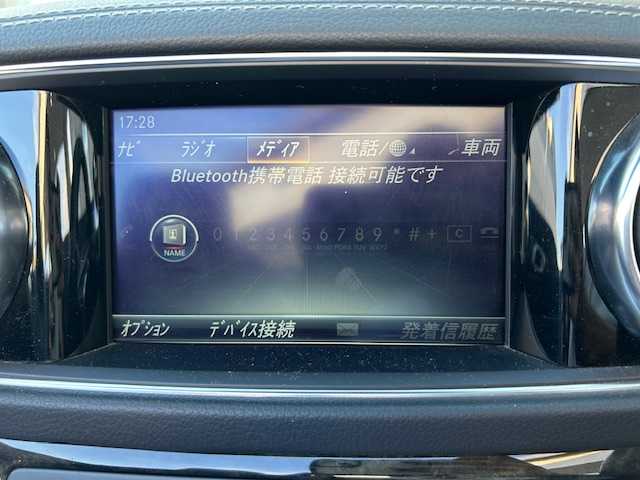 17:28
ﾅﾋﾞ ﾗｼﾞｵ ﾒﾃﾞｨｱ 電話/ 車両
Bluetooth携帯電話 接続可能です
NAME 0 1 2 3 4 5 6 7 8 9 * # + C
ｵﾌﾟｼｮﾝ ﾃﾞﾊﾞｲｽ接続 発着信履歴